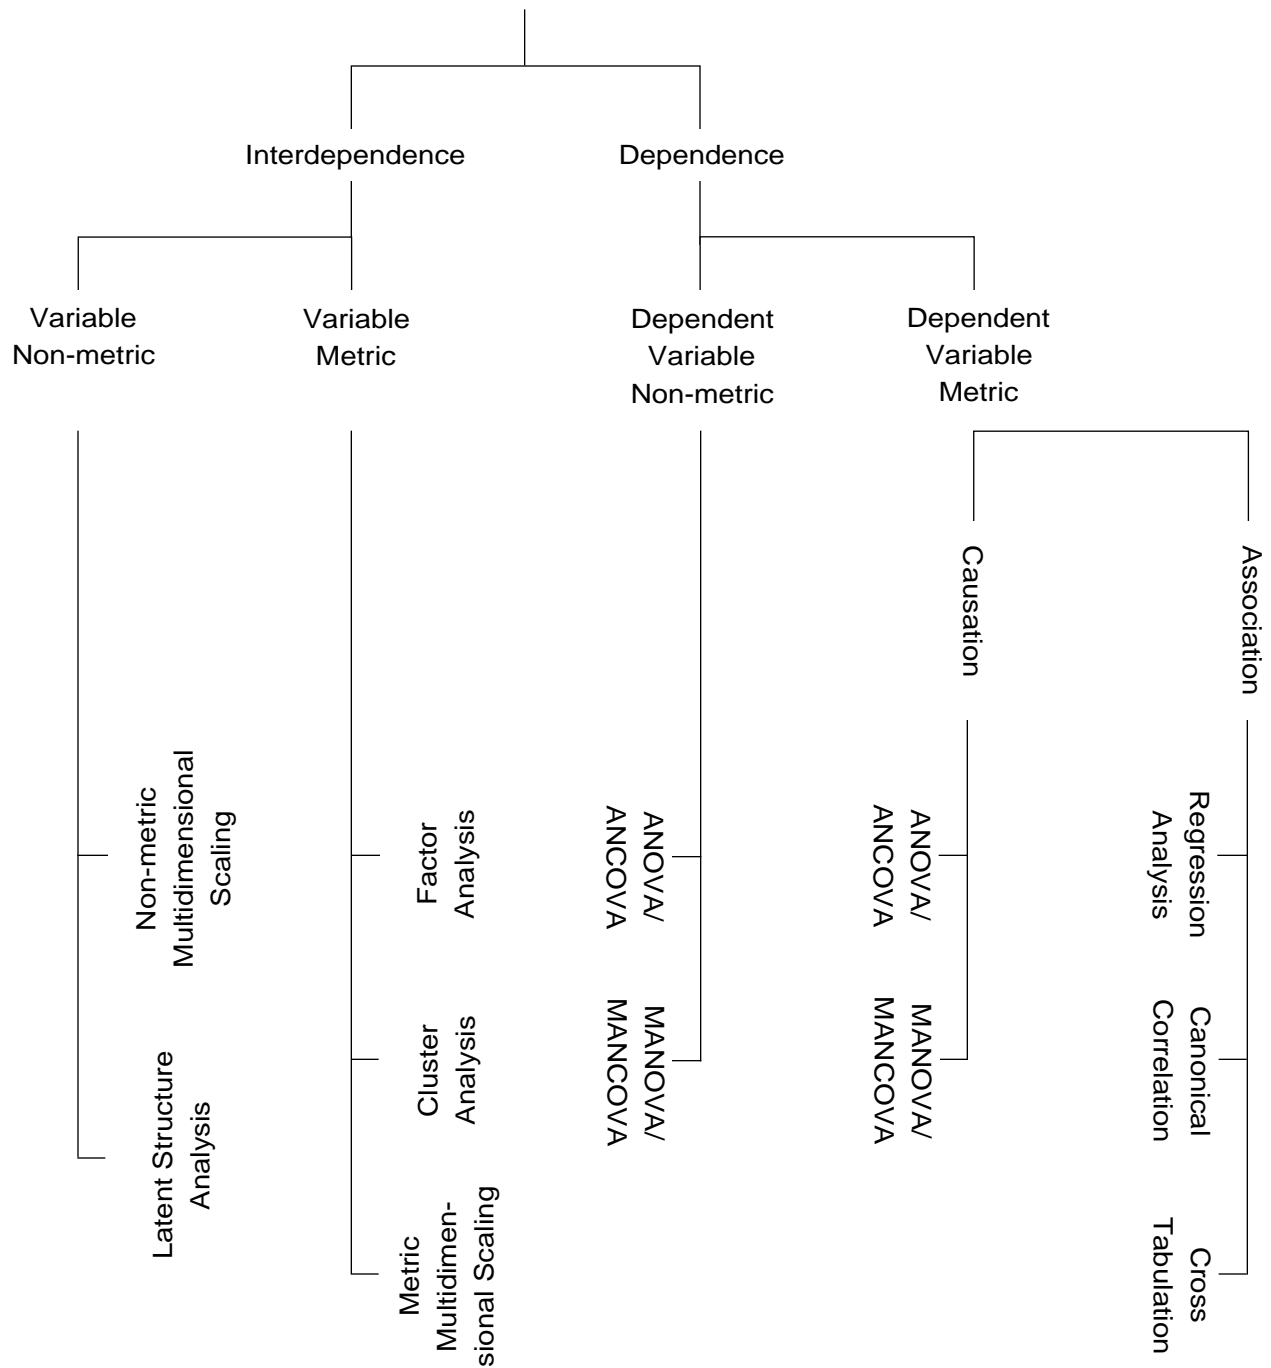 Interdependence
Dependence
Variable
Non-metric
Variable
Metric
Dependent
Variable
Non-metric
Dependent
Variable
Metric
Causation
Association
Non-metric
Multidimensional
Scaling
Latent Structure
Analysis
Factor
Analysis
Cluster
Analysis
Metric
Multidimen-
sional Scaling
ANOVA/
ANCOVA
MANOVA/
MANCOVA
ANOVA/
ANCOVA
MANOVA/
MANCOVA
Regression
Analysis
Canonical
Correlation
Cross
Tabulation